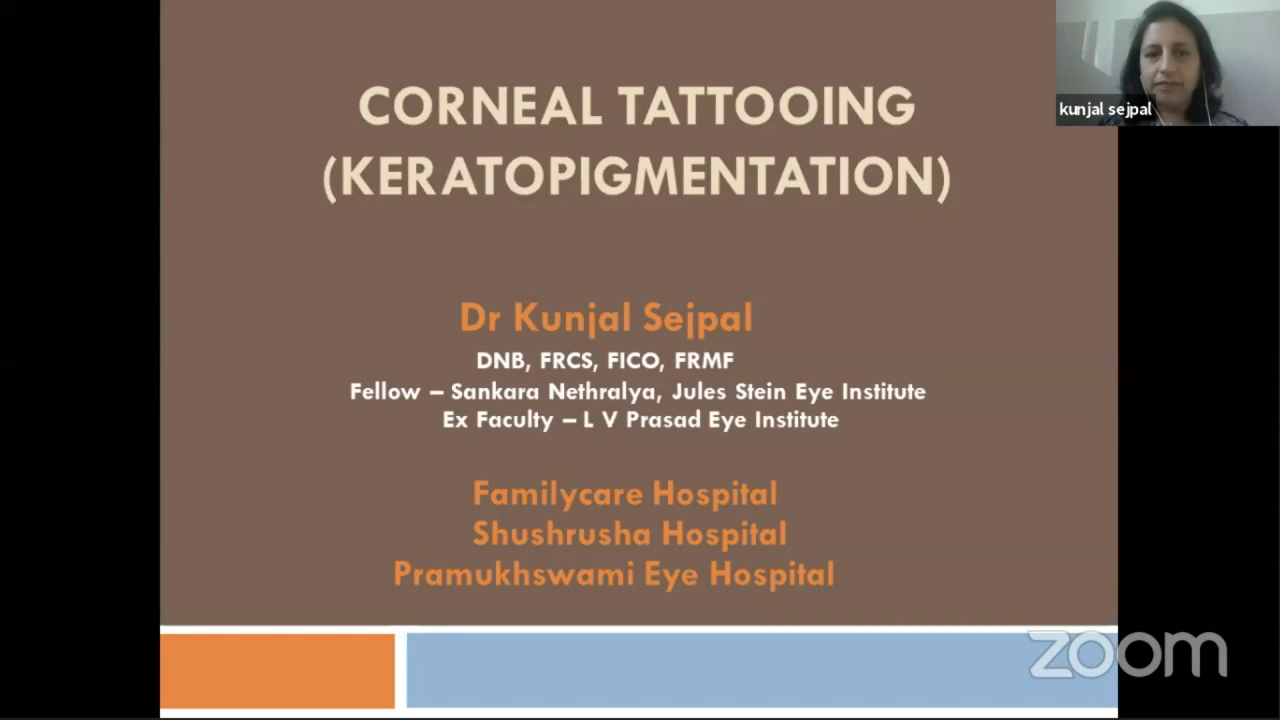 CORNEAL TATTOOING
(KERATOPIGMENTATION)
kunjal sejpal
Dr Kunjal Sejpal
DNB, FRCS, FICO, FRMF
Fellow – Sankara Nethralya, Jules Stein Eye Institute
Ex Faculty – L V Prasad Eye Institute
Familycare Hospital
Shushrusha Hospital
Pramukhswami Eye Hospital
zoom